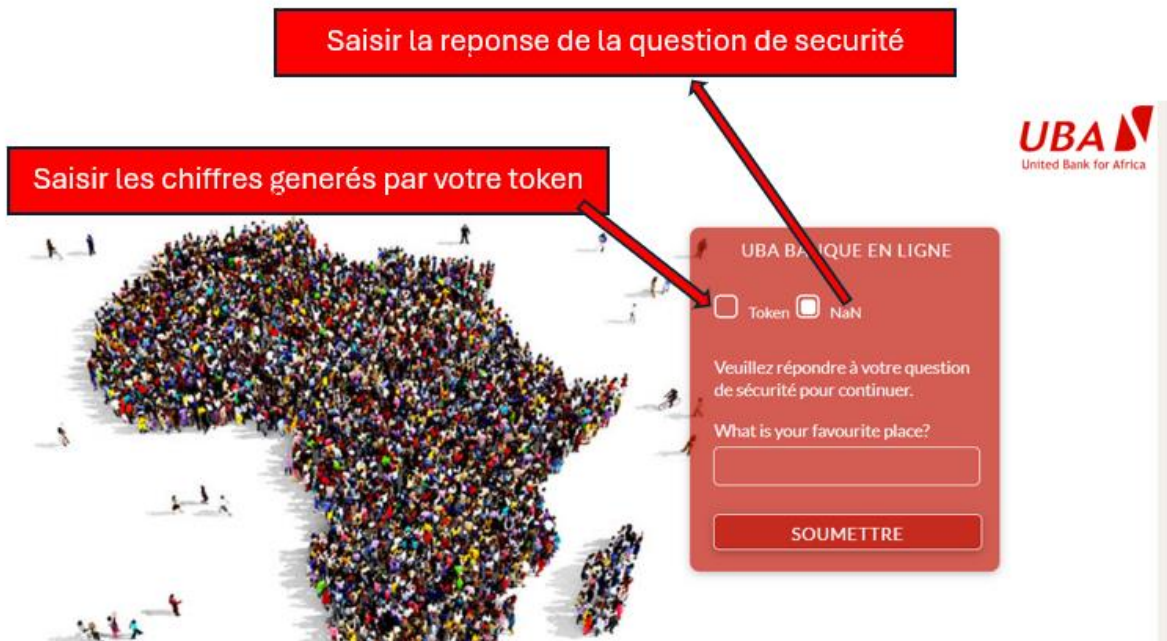 Saisir la reponse de la question de securité
UBA
United Bank for Africa
Saisir les chiffres generés par votre token
UBA BANQUE EN LIGNE
Token NaN
Veuillez répondre à votre question
de sécurité pour continuer.
What is your favourite place?
SOUMETTRE